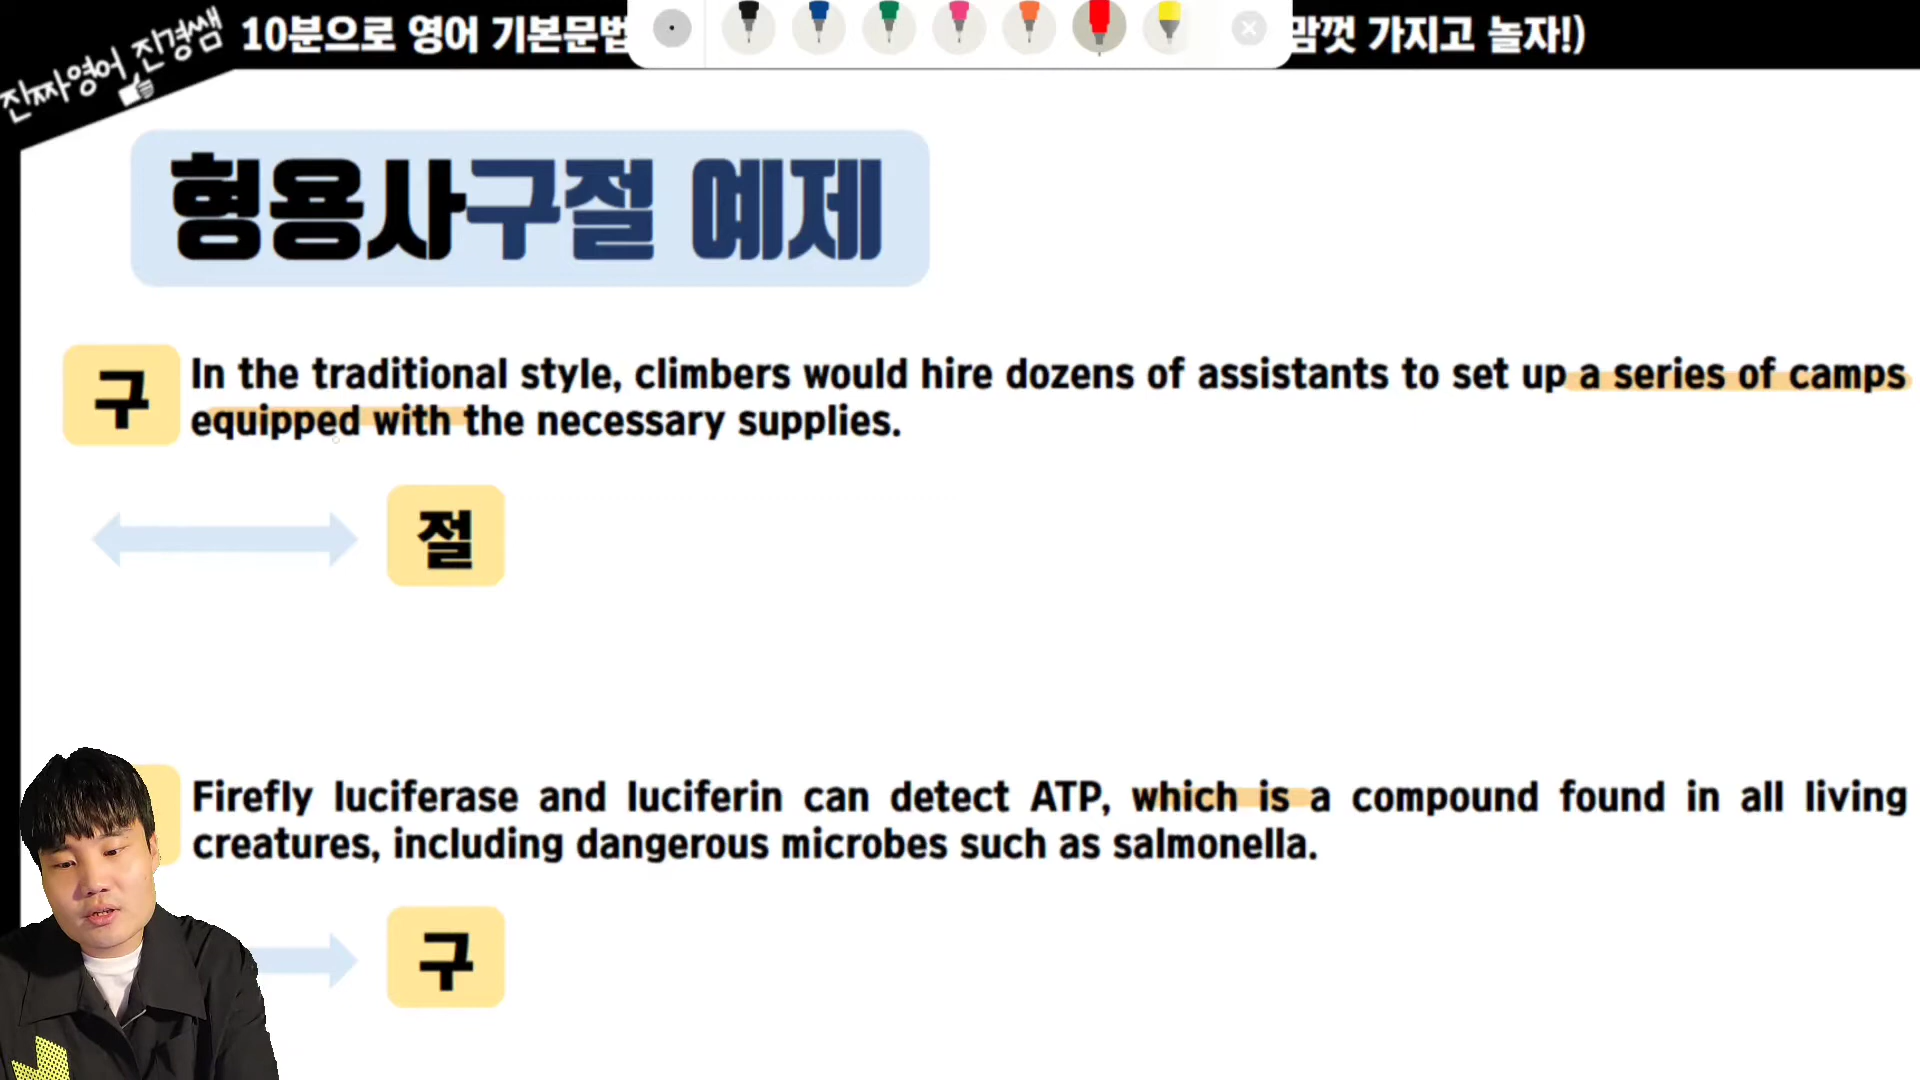 진짜영어 진경쌤
10분으로 영어 기본문법
맘껏 가지고 놀자!)
형용사구절 예제
구
In the traditional style, climbers would hire dozens of assistants to set up a series of camps
equipped with the necessary supplies.
절
Firefly luciferase and luciferin can detect ATP, which is a compound found in all living
creatures, including dangerous microbes such as salmonella.
구